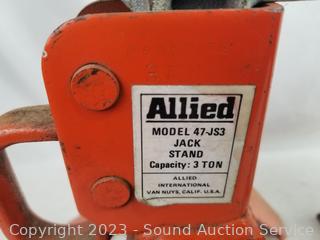 Allied
MODEL 47-JS3
JACK
STAND
Capacity: 3 TON
ALLIED
INTERNATIONAL
VAN NUYS, CALIF. U.S.A.
Copyright 2023 - Sound Auction Service